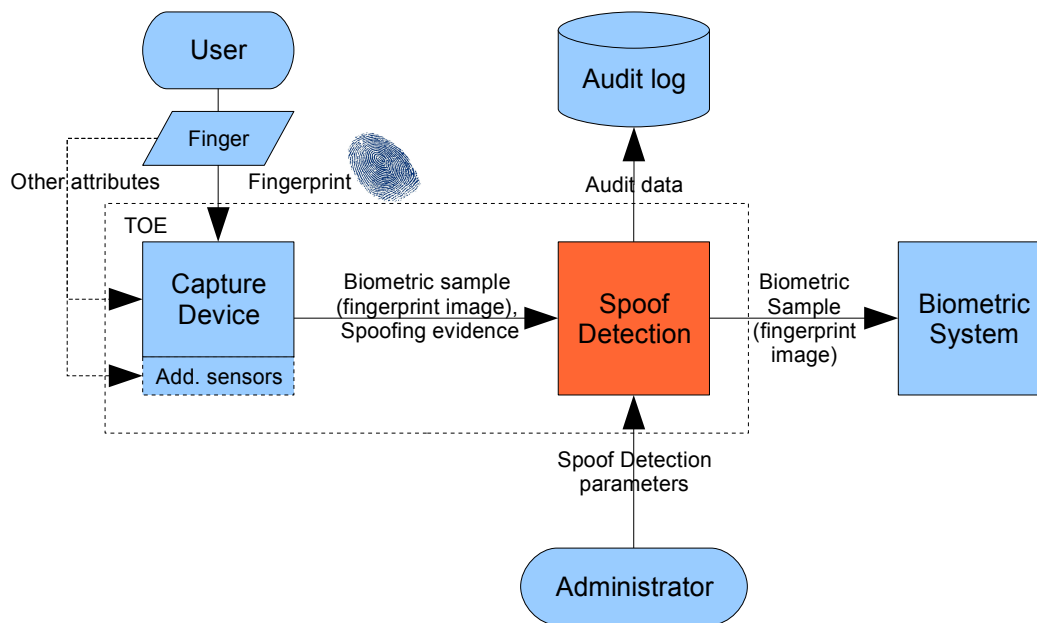 User
Audit log
Finger
Other attributes
Fingerprint
Audit data
TOE
Capture
Device
Add. sensors
Biometric sample
(fingerprint image),
Spoofing evidence
Spoof
Detection
Biometric
Sample
(fingerprint
image)
Biometric
System
Spoof Detection
parameters
Administrator